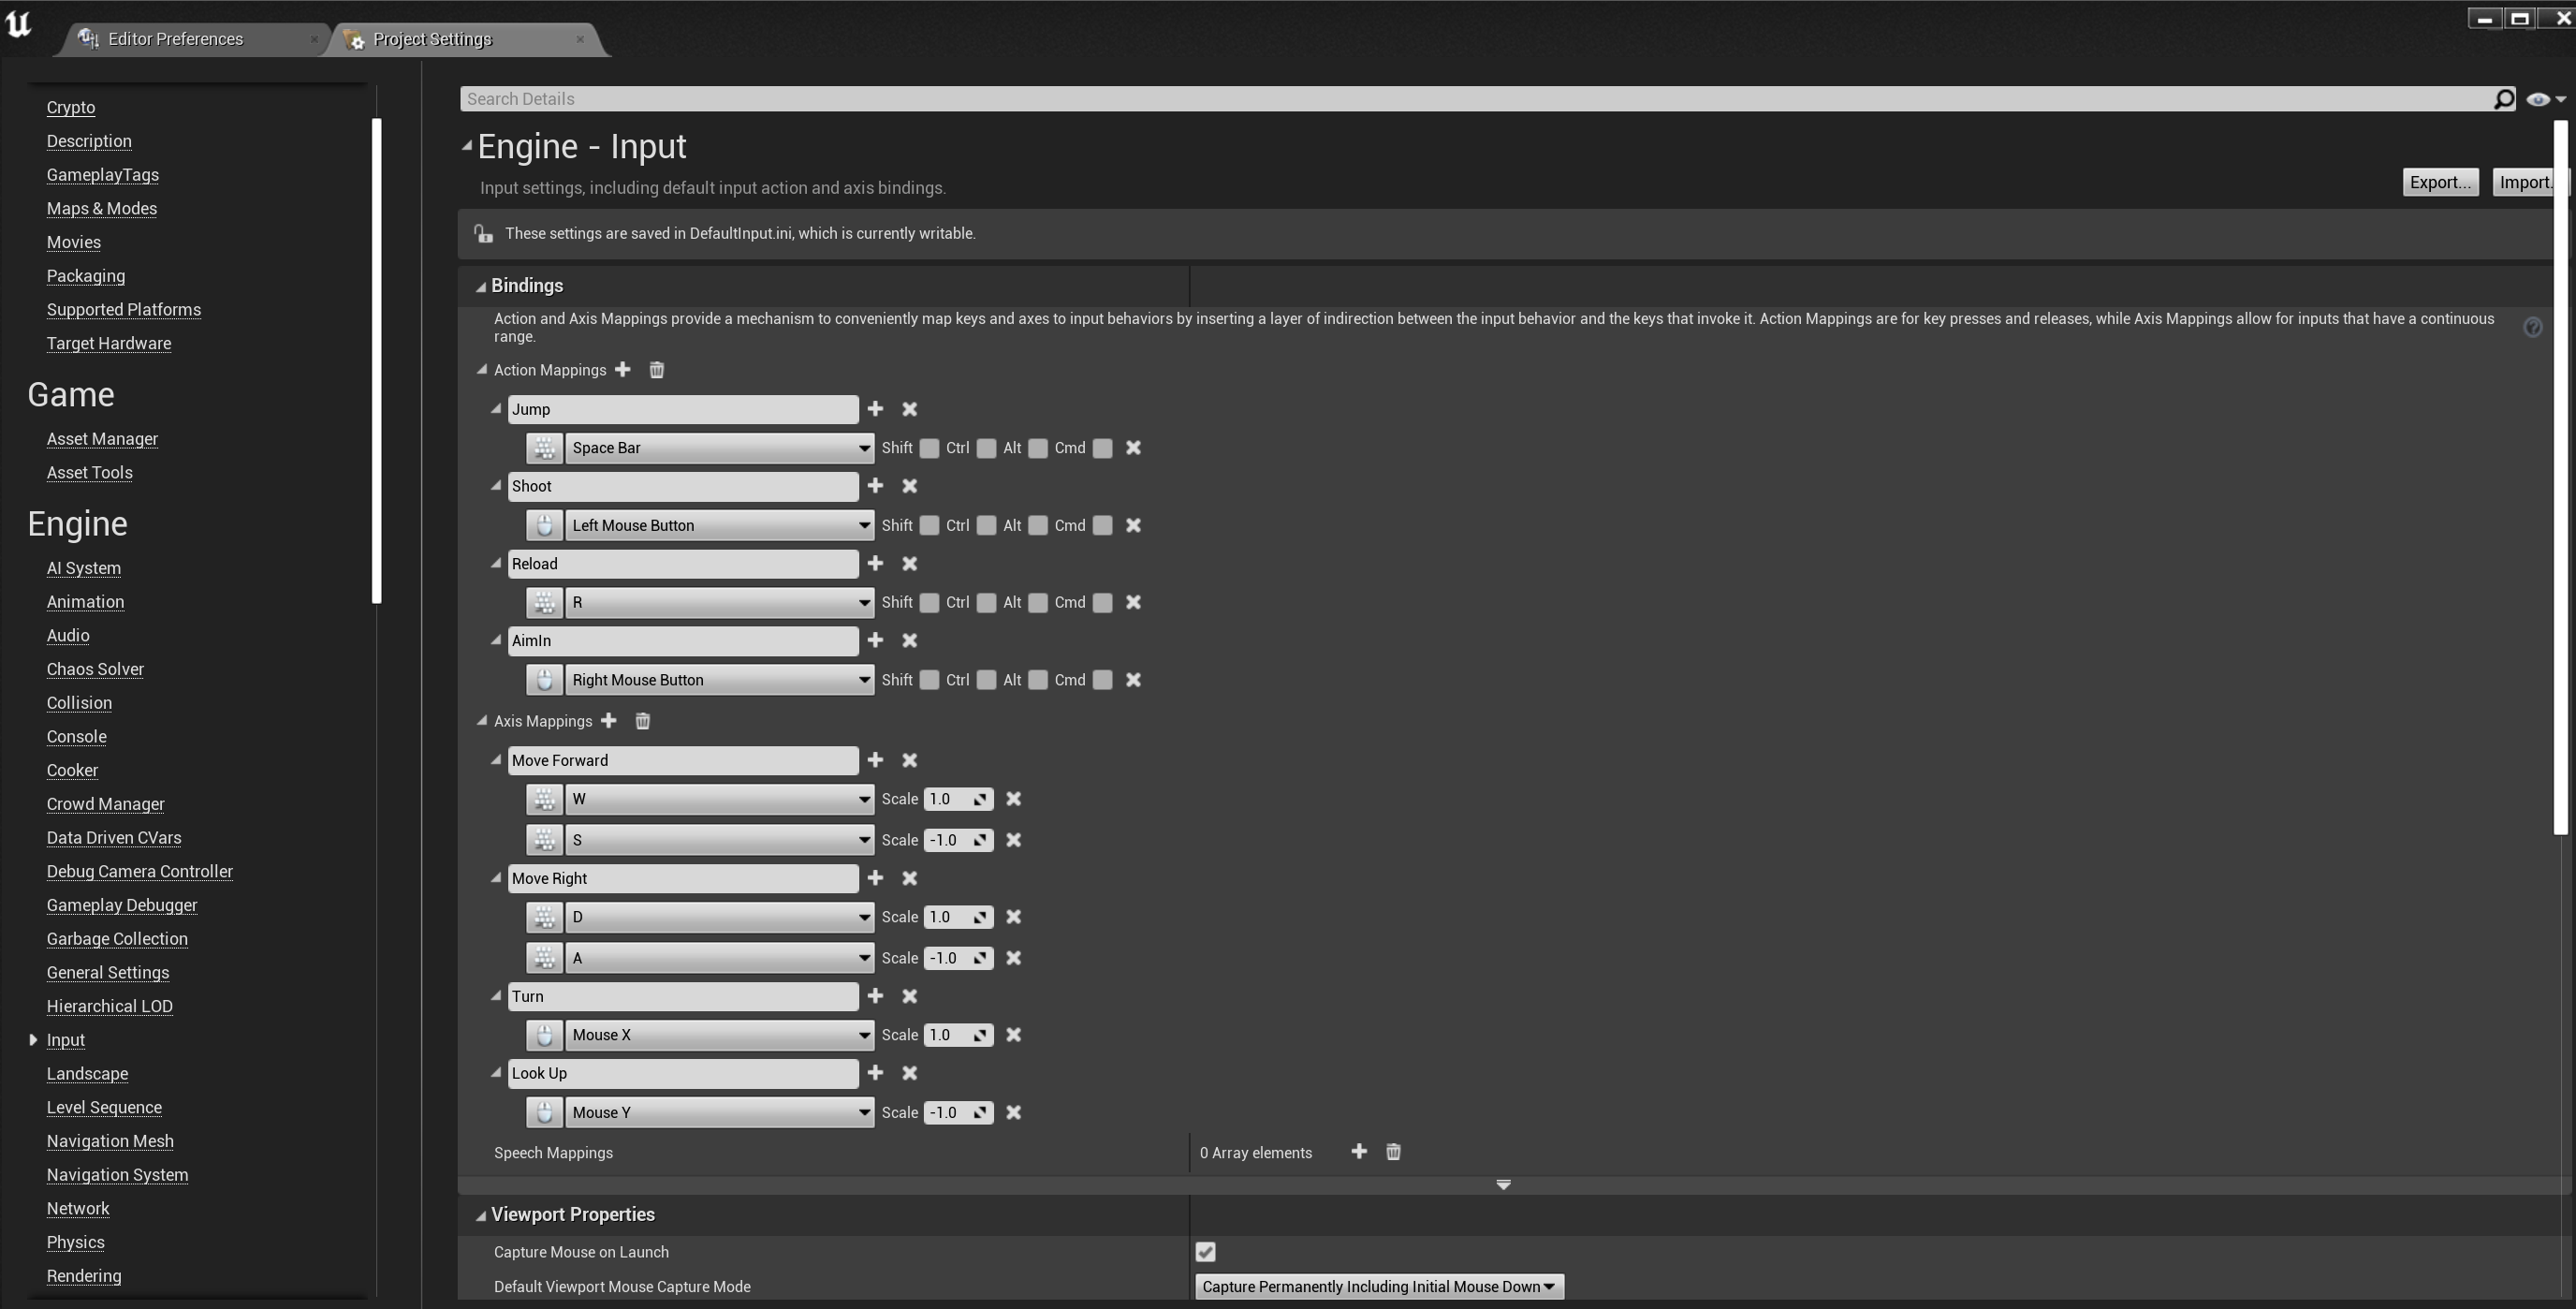 Editor Preferences
Project Settings
Crypto
Description
GameplayTags
Maps & Modes
Movies
Packaging
Supported Platforms
Target Hardware
Game
Asset Manager
Asset Tools
Engine
AI System
Animation
Audio
Chaos Solver
Collision
Console
Cooker
Crowd Manager
Data Driven CVars
Debug Camera Controller
Gameplay Debugger
Garbage Collection
General Settings
Hierarchical LOD
Input
Landscape
Level Sequence
Navigation Mesh
Navigation System
Network
Physics
Rendering
Search Details
Engine - Input
Input settings, including default input action and axis bindings.
Export...
Import.
These settings are saved in DefaultInput.ini, which is currently writable.
Bindings
Action and Axis Mappings provide a mechanism to conveniently map keys and axes to input behaviors by inserting a layer of indirection between the input behavior and the keys that invoke it. Action Mappings are for key presses and releases, while Axis Mappings allow for inputs that have a continuous
range.
Action Mappings
Jump
Space Bar Shift Ctrl Alt Cmd
Shoot
Left Mouse Button Shift Ctrl Alt Cmd
Reload
R Shift Ctrl Alt Cmd
AimIn
Right Mouse Button Shift Ctrl Alt Cmd
Axis Mappings
Move Forward
W Scale 1.0
S Scale -1.0
Move Right
D Scale 1.0
A Scale -1.0
Turn
Mouse X Scale 1.0
Look Up
Mouse Y Scale -1.0
Speech Mappings 0 Array elements
Viewport Properties
Capture Mouse on Launch
Default Viewport Mouse Capture Mode Capture Permanently Including Initial Mouse Down